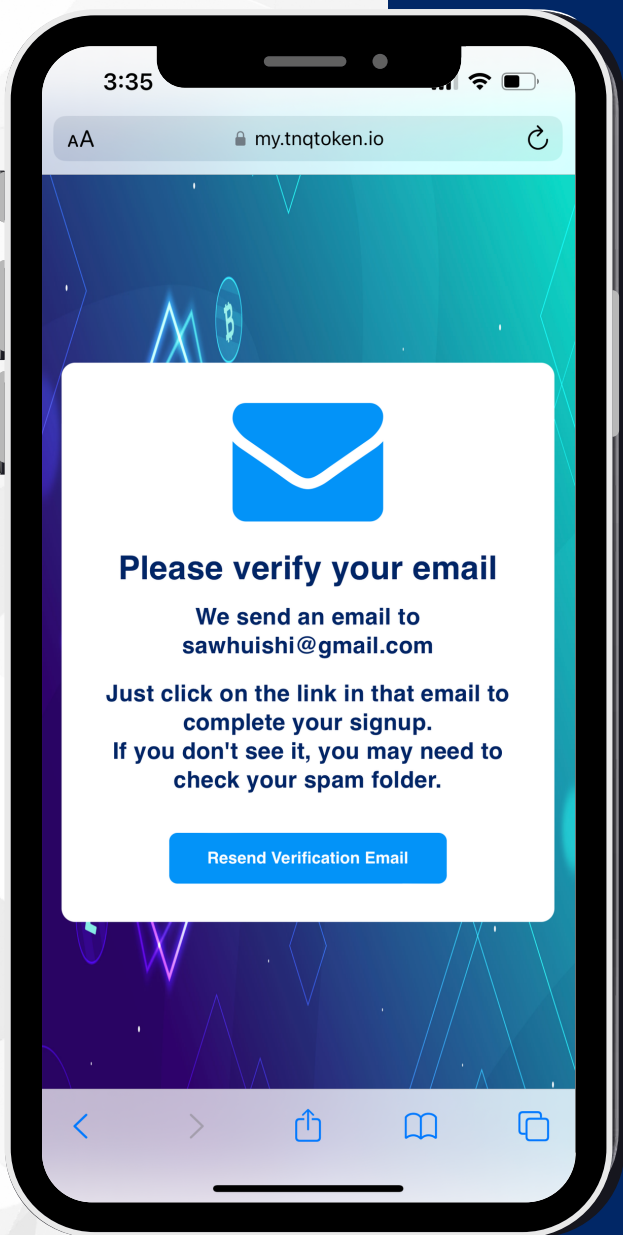 3:35
AA
my.tnqtoken.io
Please verify your email
We send an email to
sawhuishi@gmail.com
Just click on the link in that email to
complete your signup.
If you don't see it, you may need to
check your spam folder.
Resend Verification Email